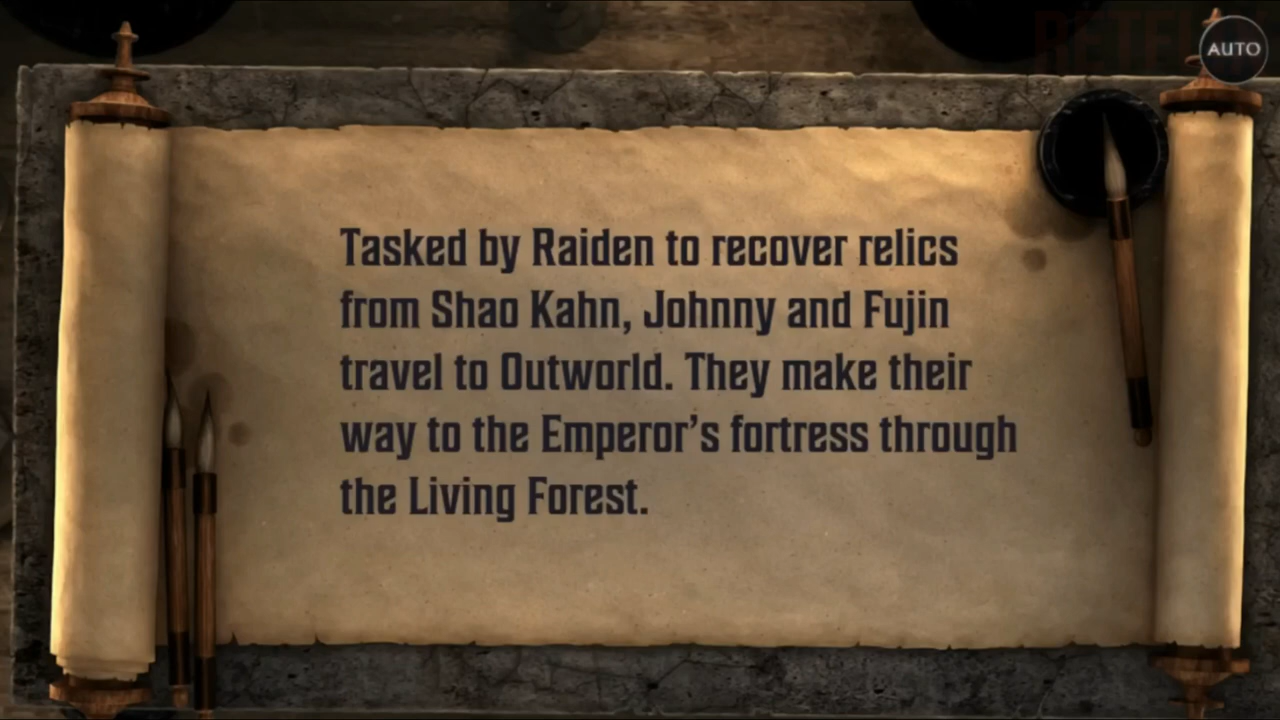 AUTO
Tasked by Raiden to recover relics
from Shao Kahn, Johnny and Fujin
travel to Outworld. They make their
way to the Emperor's fortress through
the Living Forest.